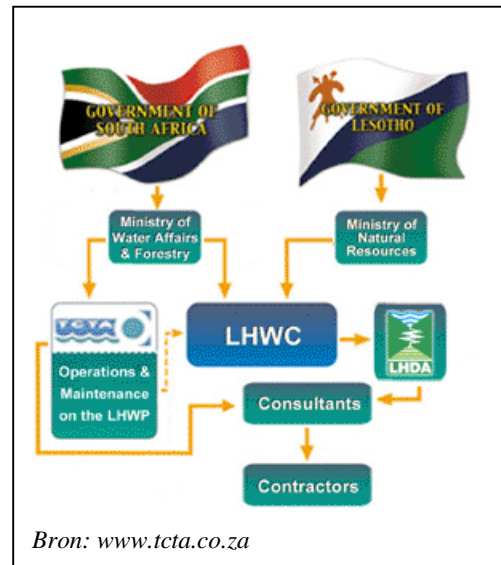 GOVERNMENT OF
SOUTH AFRICA
GOVERNMENT OF
LESOTHO
Ministry of
Water Affairs
& Forestry
Ministry of
Natural
Resources
TCTA
Operations &
Maintenance
on the LHWP
LHWC
LHDA
Consultants
Contractors
Bron: www.tcta.co.za